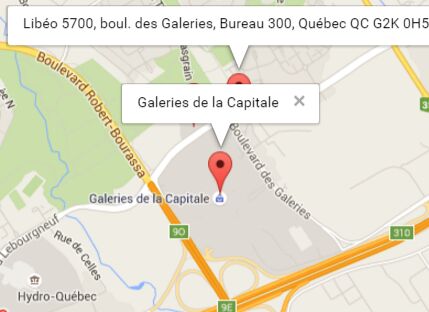 Libéo 5700, boul. des Galeries, Bureau 300, Québec QC G2K 0H5
Galeries de la Capitale ×
Boulevard Robert-Bourassa
Boulevard des Galeries
Galeries de la Capitale
Lebourgneuf
Rue de Celles
90
310
Hydro-Québec
9E